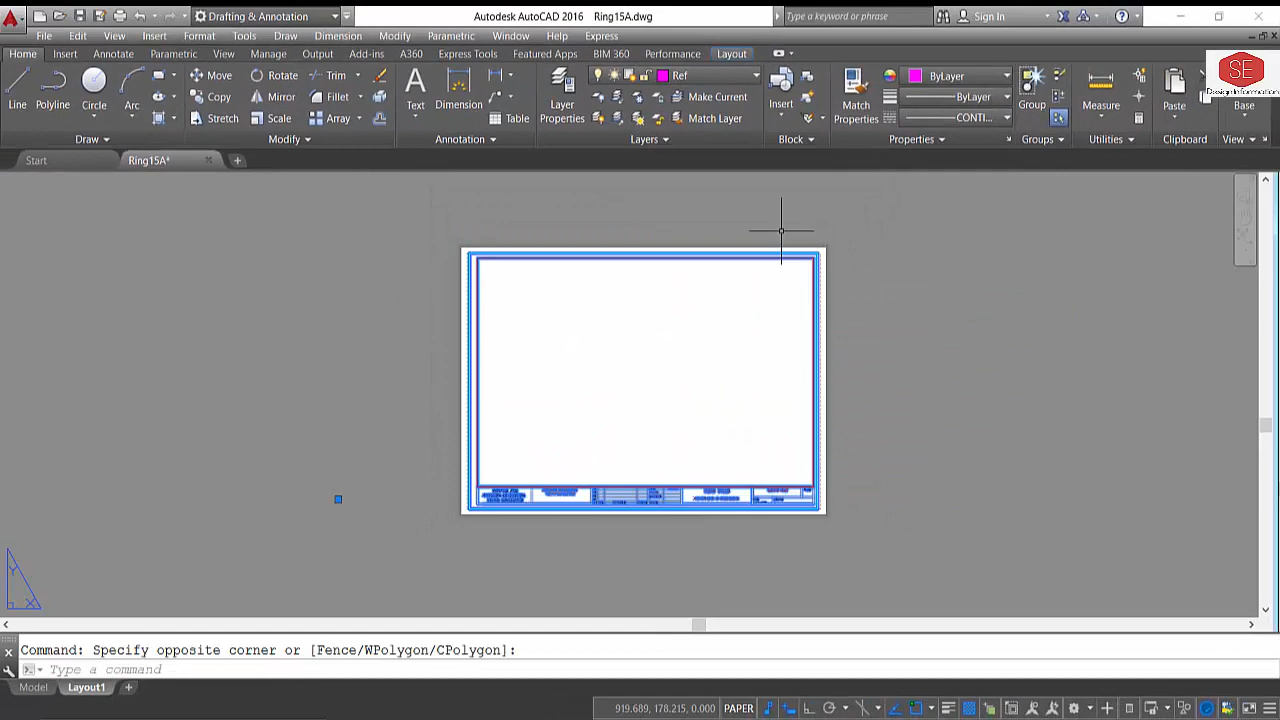 Drafting & Annotation
Autodesk AutoCAD 2016 Ring15A.dwg
Type a keyword or phrase
Sign In
File Edit View Insert Format Tools Draw Dimension Modify Parametric Window Help Express
Home Insert Annotate Parametric View Manage Output Add-ins A360 Express Tools Featured Apps BIM 360 Performance Layout
SE
Design Information
Move Rotate Trim Ref ByLayer
Line Polyline Circle Arc Copy Mirror Fillet Text Dimension Layer Properties Make Current Insert Match Properties ByLayer Group Measure Paste Base
Stretch Scale Array Table Match Layer CONTI...
Draw Modify Annotation Layers Block Properties Groups Utilities Clipboard View
Start Ring15A*
Y
X
Command: Specify opposite corner or [Fence/WPolygon/CPolygon]:
Type a command
Model Layout1
919.689, 178.215, 0.000 PAPER